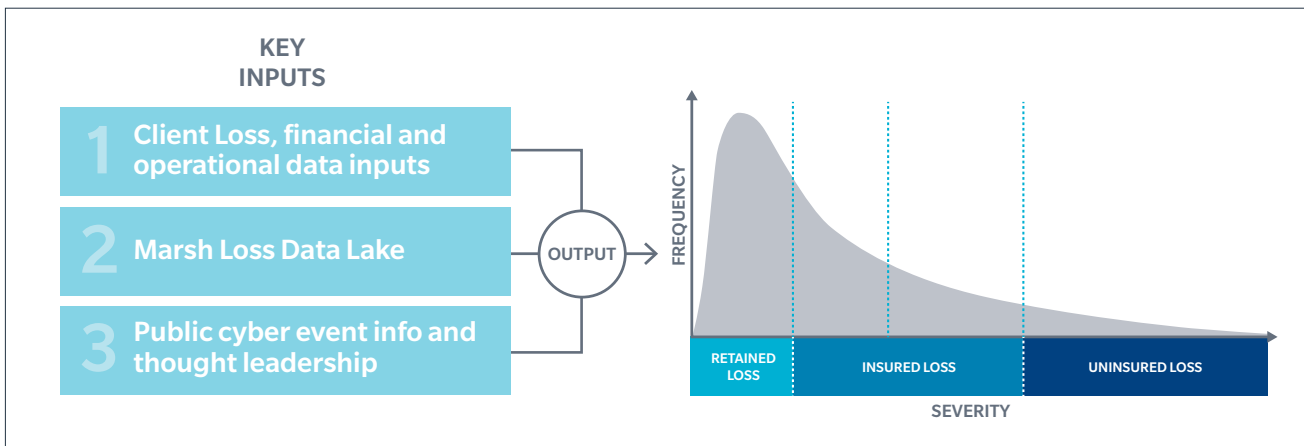 KEY
INPUTS
1
Client Loss, financial and
operational data inputs
2
Marsh Loss Data Lake
3
Public cyber event info and
thought leadership
OUTPUT
FREQUENCY
RETAINED
LOSS
INSURED LOSS
UNINSURED LOSS
SEVERITY